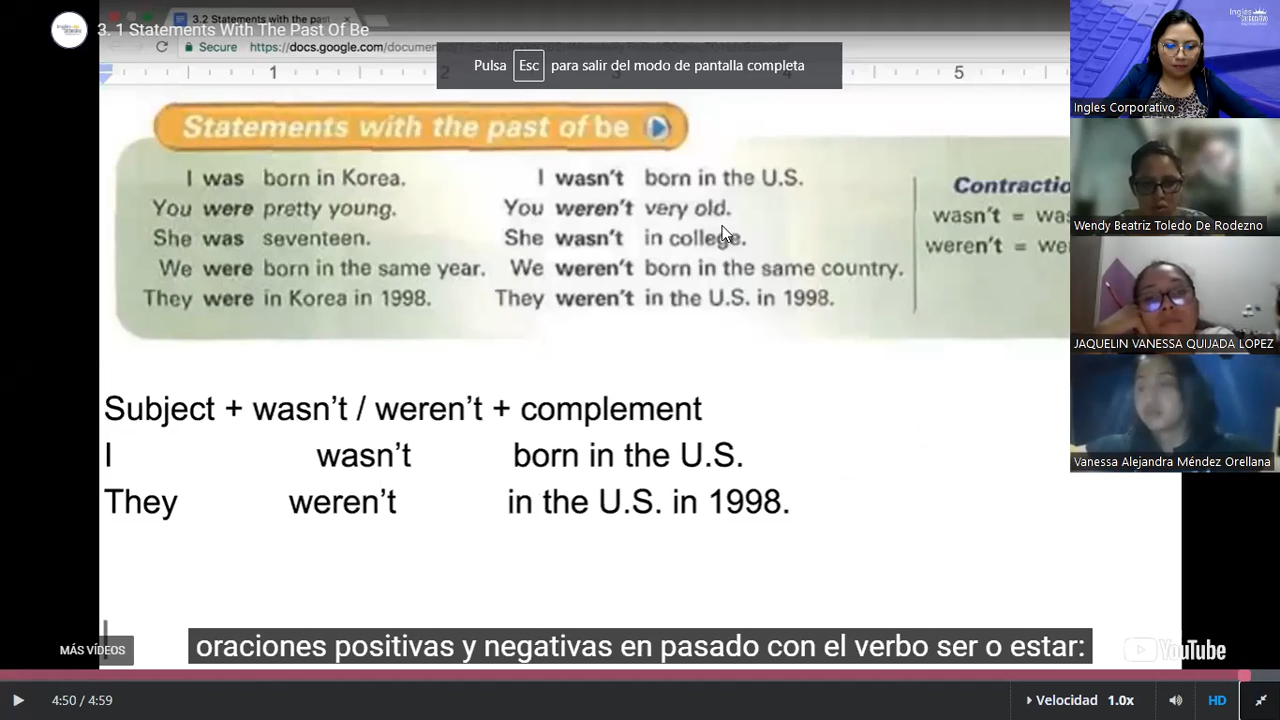 3.2 Statements with the past
3. 1 Statements With The Past Of Be
Secure
https://docs.google.com/documen
Pulsa Esc para salir del modo de pantalla completa
1
2
3
4
5
Statements with the past of be
I was born in Korea.
You were pretty young.
She was seventeen.
We were born in the same year.
They were in Korea in 1998.
I wasn't born in the U.S.
You weren't very old.
She wasn't in college.
We weren't born in the same country.
They weren't in the U.S. in 1998.
Contractio
wasn't = was
weren't = we
Subject + wasn't / weren't + complement
I wasn't born in the U.S.
They weren't in the U.S. in 1998.
oraciones positivas y negativas en pasado con el verbo ser o estar:
MÁS VÍDEOS
YouTube
4:50 / 4:59
Velocidad 1.0x
HD
Ingles Corporativo
Wendy Beatriz Toledo De Rodezno
JAQUELIN VANESSA QUIJADA LOPEZ
Vanessa Alejandra Méndez Orellana